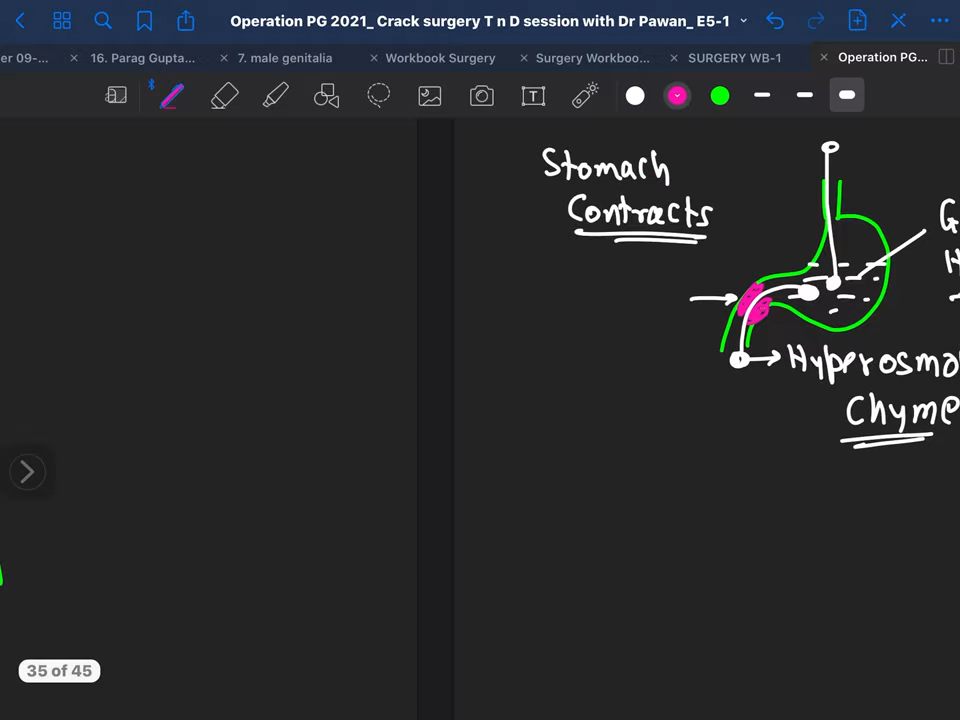 Operation PG 2021_ Crack surgery T n D session with Dr Pawan_ E5-1
er 09-... 16. Parag Gupta... 7. male genitalia Workbook Surgery Surgery Workboo... SURGERY WB-1 Operation PG...
T
Stomach
Contracts
G
H
Hyperosmo
Chyme
35 of 45